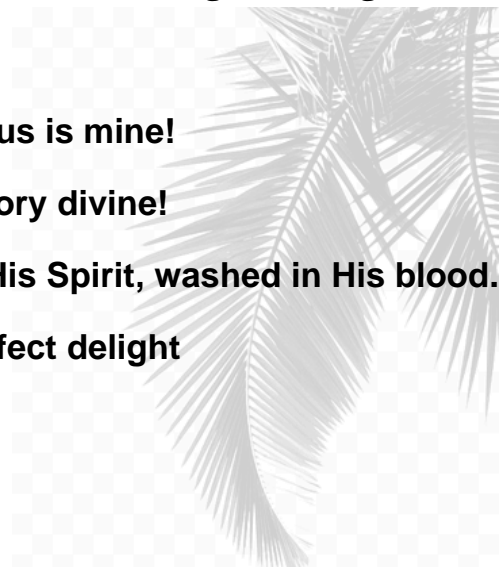 us is mine!
ory divine!
His Spirit, washed in His blood.
fect delight